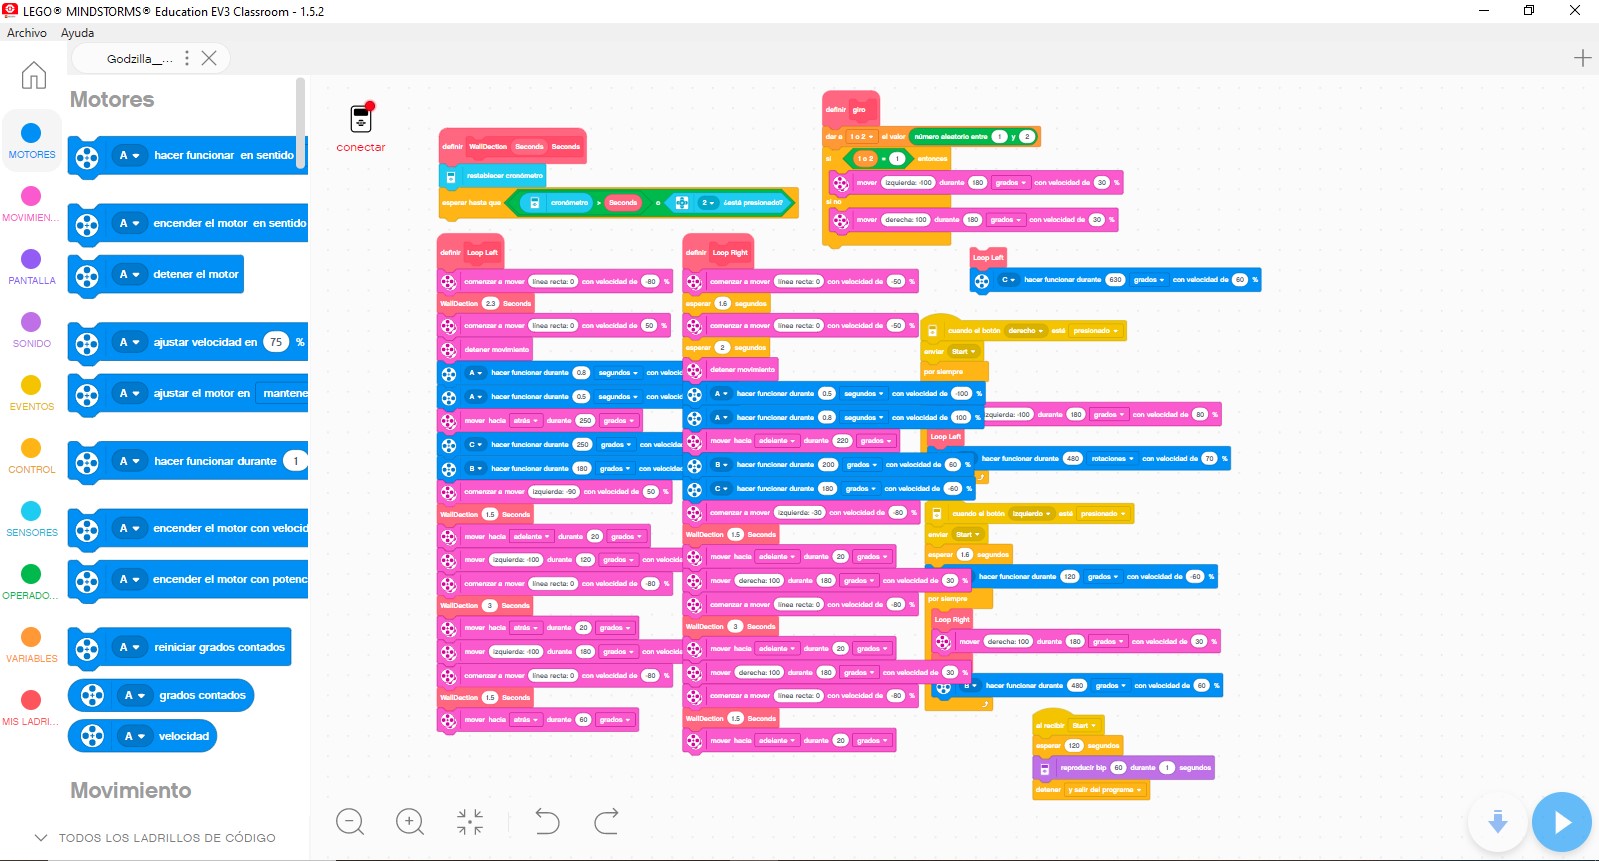 LEGO® MINDSTORMS® Education EV3 Classroom - 1.5.2
Archivo Ayuda
Godzilla__...
Motores
MOTORES
MOVIMIEN...
PANTALLA
SONIDO
EVENTOS
CONTROL
SENSORES
OPERADO...
VARIABLES
MIS LADRI...
A hacer funcionar en sentido
A encender el motor en sentido
A detener el motor
A ajustar velocidad en 75 %
A ajustar el motor en mantene
A hacer funcionar durante 1
A encender el motor con velocid
A encender el motor con potenc
A reiniciar grados contados
A grados contados
A velocidad
Movimiento
TODOS LOS LADRILLOS DE CÓDIGO
conectar
definir WallDection Seconds Seconds
restablecer cronómetro
esperar hasta que cronómetro > Seconds o 2 ¿está presionado?
definir Loop Left
comenzar a mover línea recta: 0 con velocidad de -80 %
WallDection 2.3 Seconds
comenzar a mover línea recta: 0 con velocidad de 50 %
detener movimiento
A hacer funcionar durante 0.8 segundos con veloci
A hacer funcionar durante 0.5 segundos con veloci
mover hacia atrás durante 250 grados
C hacer funcionar durante 250 grados con velocida
B hacer funcionar durante 180 grados con velocida
comenzar a mover izquierda: -90 con velocidad de 50 %
WallDection 1.5 Seconds
mover hacia adelante durante 20 grados
mover izquierda: -100 durante 120 grados con velocida
comenzar a mover línea recta: 0 con velocidad de -80 %
WallDection 3 Seconds
mover hacia atrás durante 20 grados
mover izquierda: -100 durante 180 grados con velocida
comenzar a mover línea recta: 0 con velocidad de -80 %
WallDection 1.5 Seconds
mover hacia atrás durante 60 grados
definir Loop Right
comenzar a mover línea recta: 0 con velocidad de -50 %
esperar 1.6 segundos
comenzar a mover línea recta: 0 con velocidad de -50 %
esperar 2 segundos
detener movimiento
A hacer funcionar durante 0.5 segundos con velocidad de -100 %
A hacer funcionar durante 0.8 segundos con velocidad de 100 %
mover hacia adelante durante 220 grados
B hacer funcionar durante 200 grados con velocidad de 60 %
C hacer funcionar durante 180 grados con velocidad de -60 %
comenzar a mover izquierda: -30 con velocidad de -80 %
WallDection 1.5 Seconds
mover hacia adelante durante 20 grados
mover derecha: 100 durante 180 grados con velocidad de 30 %
comenzar a mover línea recta: 0 con velocidad de -80 %
WallDection 3 Seconds
mover hacia adelante durante 20 grados
mover derecha: 100 durante 180 grados con velocidad de 30 %
comenzar a mover línea recta: 0 con velocidad de -80 %
WallDection 1.5 Seconds
mover hacia adelante durante 20 grados
definir giro
dar a 1 o 2 el valor número aleatorio entre 1 y 2
si 1 o 2 = 1 entonces
mover izquierda: -100 durante 180 grados con velocidad de 30 %
si no
mover derecha: 100 durante 180 grados con velocidad de 30 %
Loop Left
C hacer funcionar durante 630 grados con velocidad de 60 %
cuando el botón derecho esté presionado
enviar Start
por siempre
izquierda: -100 durante 180 grados con velocidad de 80 %
Loop Left
hacer funcionar durante 480 rotaciones con velocidad de 70 %
cuando el botón izquierdo esté presionado
enviar Start
esperar 1.6 segundos
hacer funcionar durante 120 grados con velocidad de -60 %
por siempre
Loop Right
mover derecha: 100 durante 180 grados con velocidad de 30 %
B hacer funcionar durante 480 grados con velocidad de 60 %
al recibir Start
esperar 120 segundos
reproducir bip 60 durante 1 segundos
detener y salir del programa